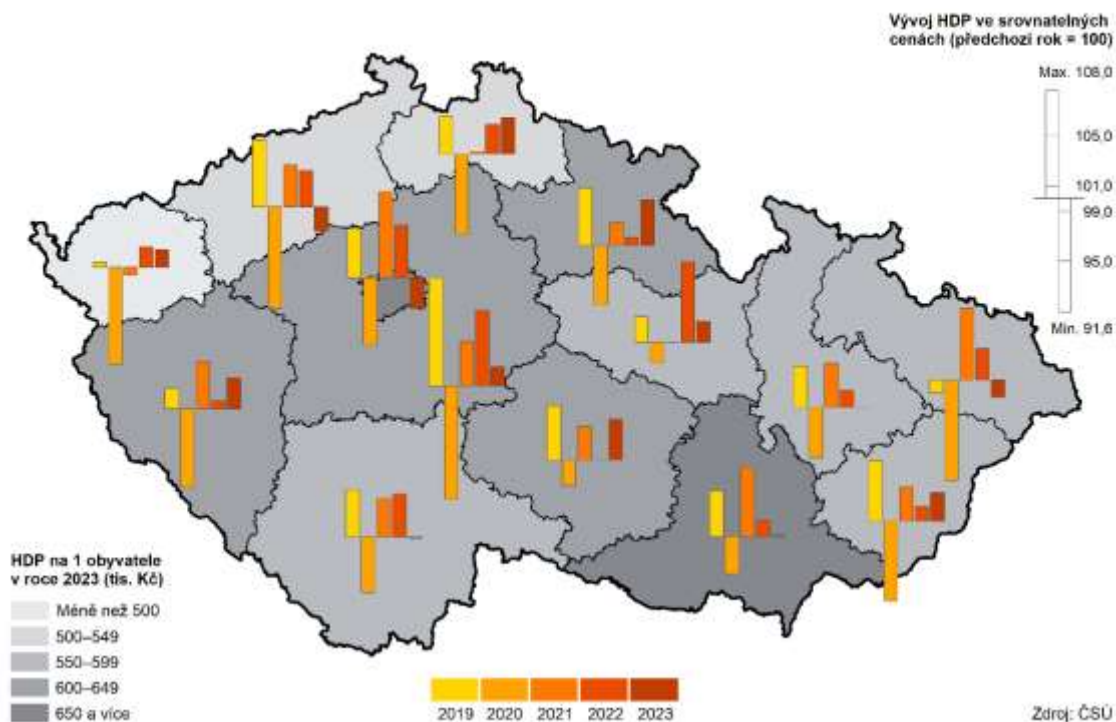 Vývoj HDP ve srovnatelných
cenách (předchozí rok = 100)
Max. 108,0
105,0
101,0
99,0
95,0
Min. 91,6
HDP na 1 obyvatele
v roce 2023 (tis. Kč)
Méně než 500
500–549
550–599
600–649
650 a více
2019 2020 2021 2022 2023
Zdroj: ČSÚ